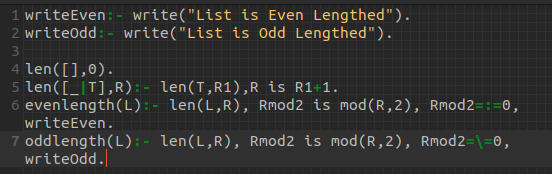 1 writeEven:- write("List is Even Lengthed").
2 writeOdd:- write("List is Odd Lengthed").
3
4 len([],0).
5 len([_|T],R):- len(T,R1),R is R1+1.
6 evenlength(L):- len(L,R), Rmod2 is mod(R,2), Rmod2=:=0,
writeEven.
7 oddlength(L):- len(L,R), Rmod2 is mod(R,2), Rmod2=\=0,
writeOdd.